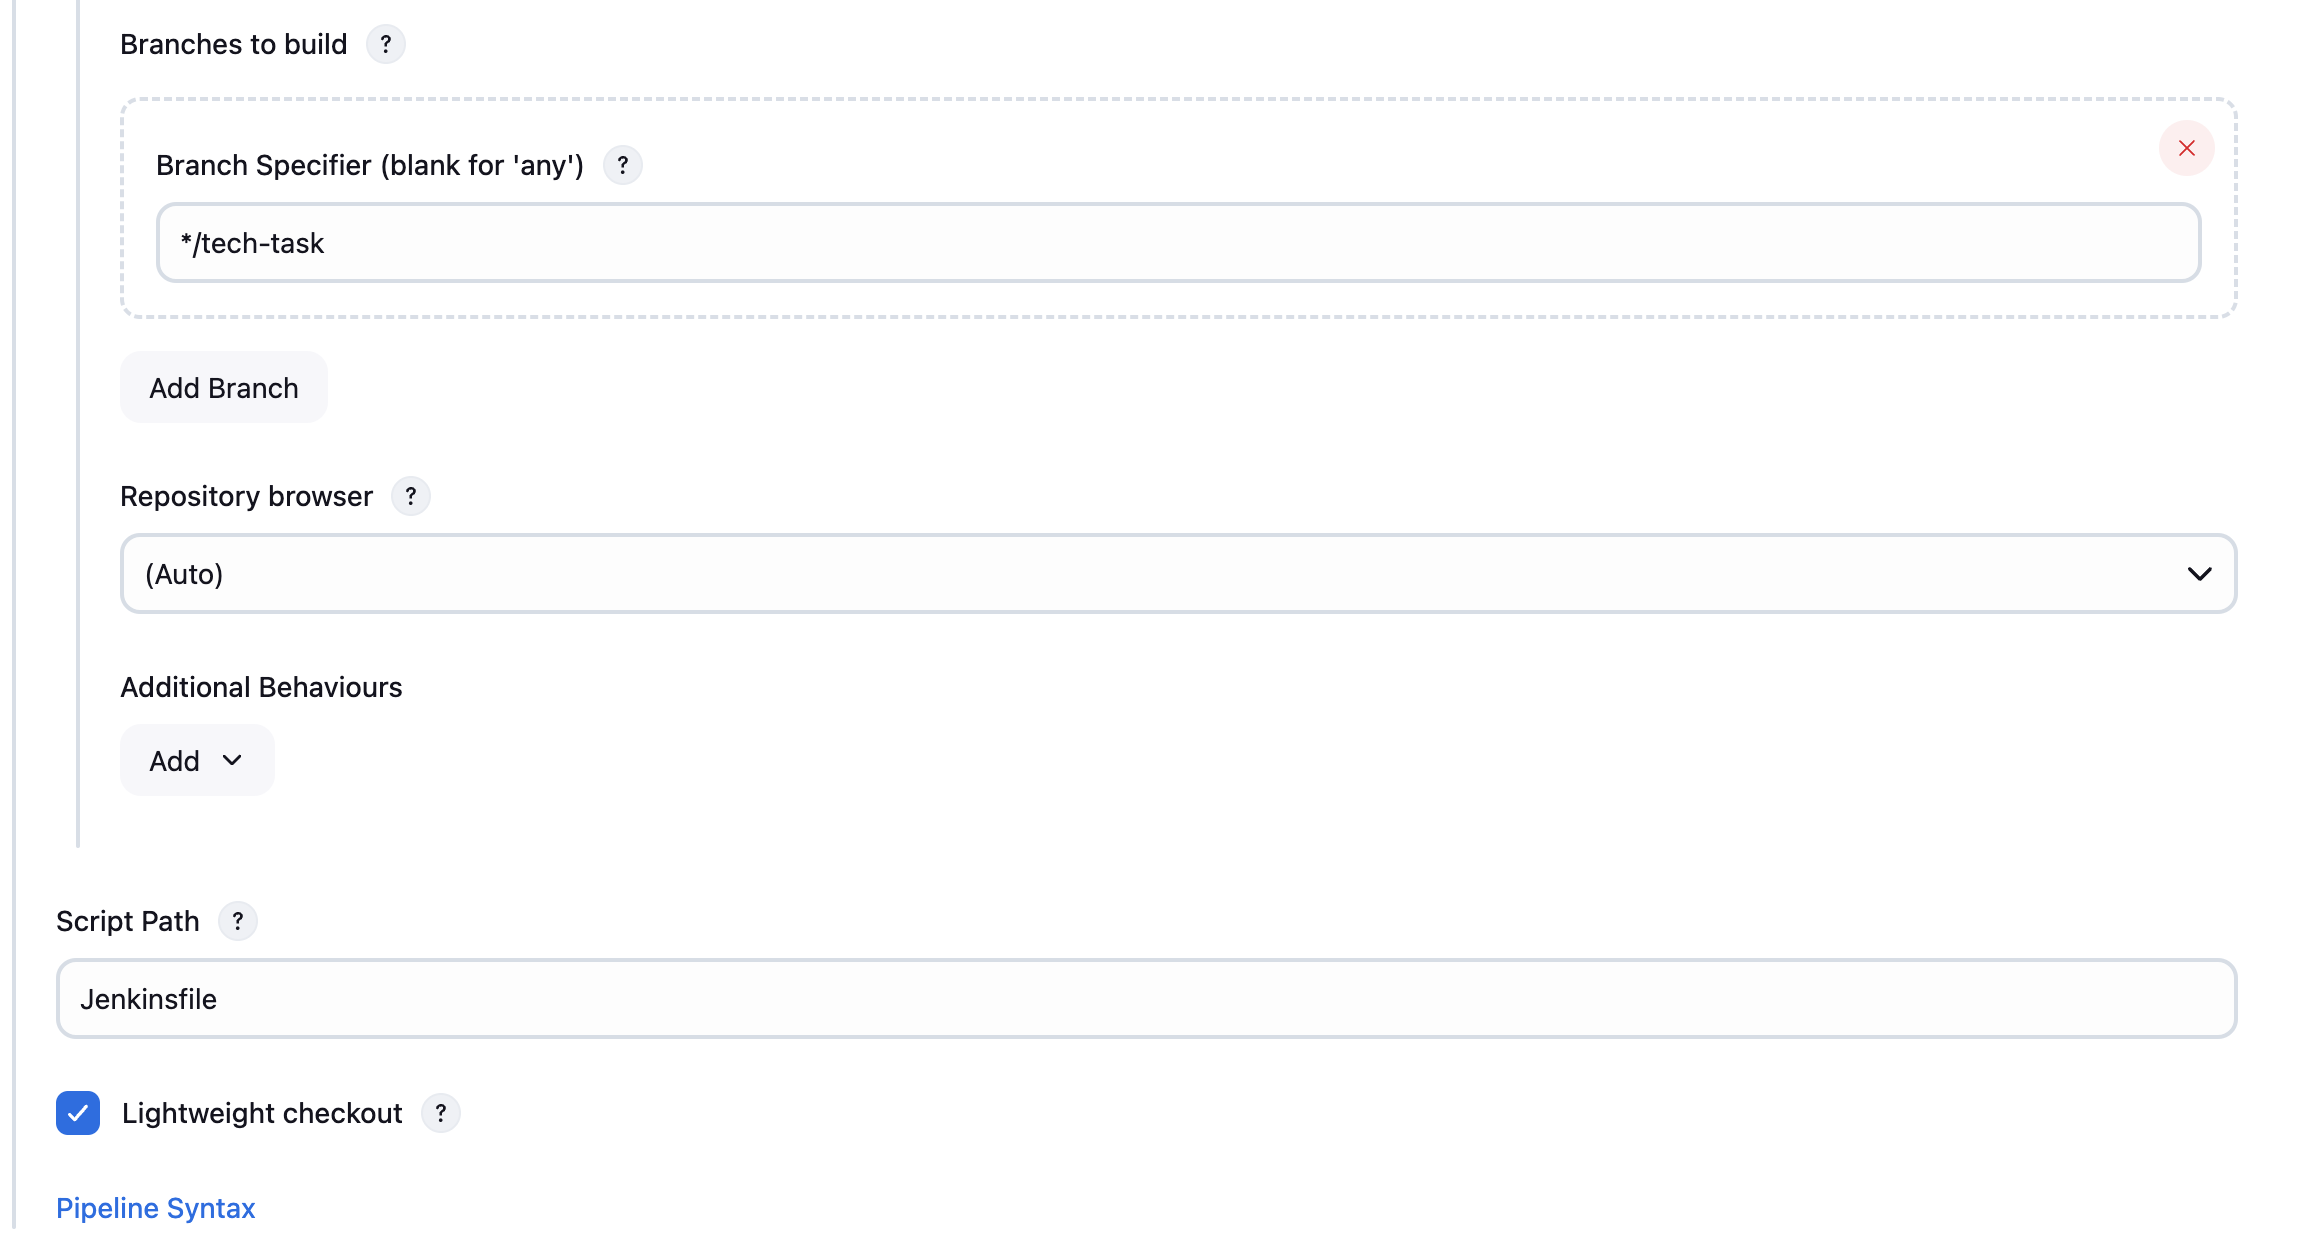 Branches to build ?
Branch Specifier (blank for 'any') ?
*/tech-task
Add Branch
Repository browser ?
(Auto)
Additional Behaviours
Add
Script Path ?
Jenkinsfile
Lightweight checkout ?
Pipeline Syntax